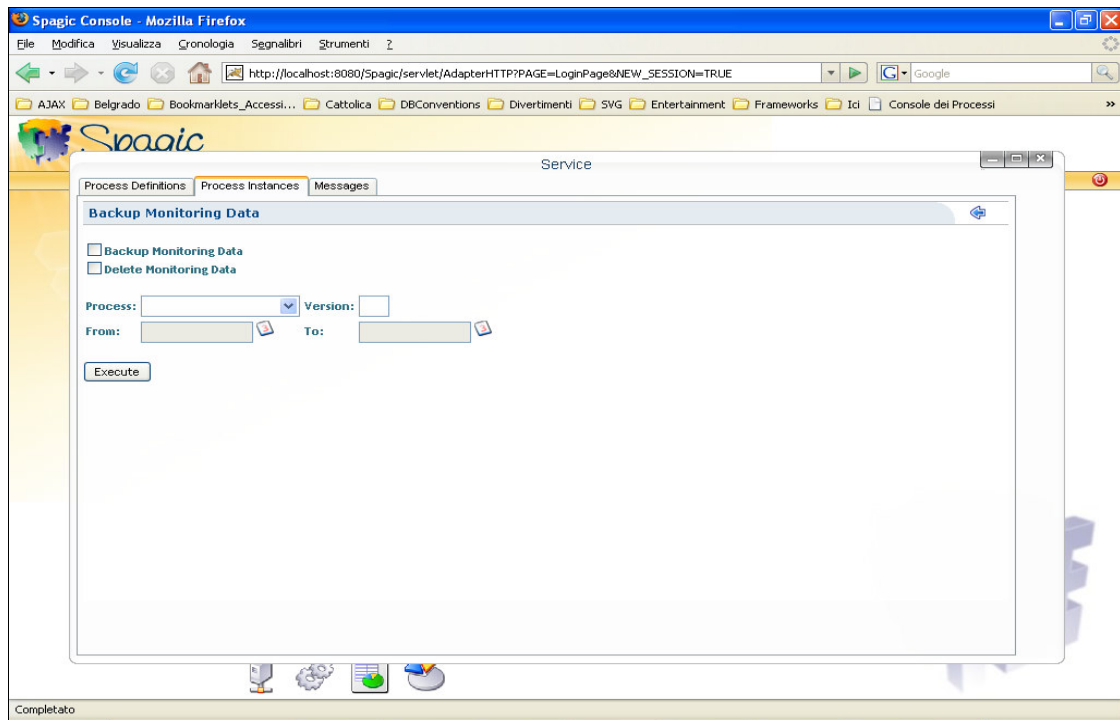 Spagic Console - Mozilla Firefox
File Modifica Visualizza Cronologia Segnalibri Strumenti ?
http://localhost:8080/Spagic/servlet/AdapterHTTP?PAGE=LoginPage&NEW_SESSION=TRUE
G Google
AJAX Belgrado Bookmarklets_Accessi... Cattolica DBConventions Divertimenti SVG Entertainment Frameworks Ici Console dei Processi »
Spagic
Service
Process Definitions Process Instances Messages
Backup Monitoring Data
Backup Monitoring Data
Delete Monitoring Data
Process: Version:
From: To:
Execute
Completato